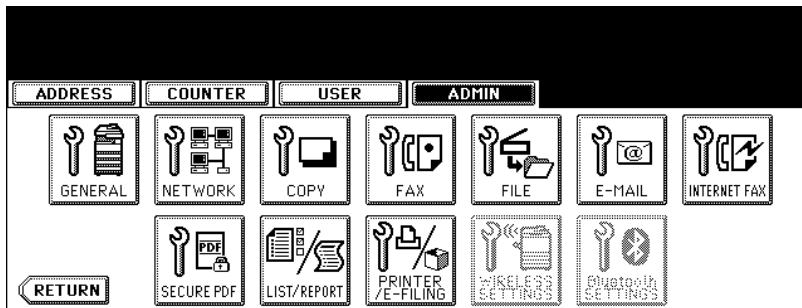 ADDRESS COUNTER USER ADMIN
GENERAL NETWORK COPY FAX FILE E-MAIL INTERNET FAX
@
PDF
SECURE PDF LIST/REPORT PRINTER
/E-FILING WIRELESS
SETTINGS Bluetooth
SETTINGS
RETURN